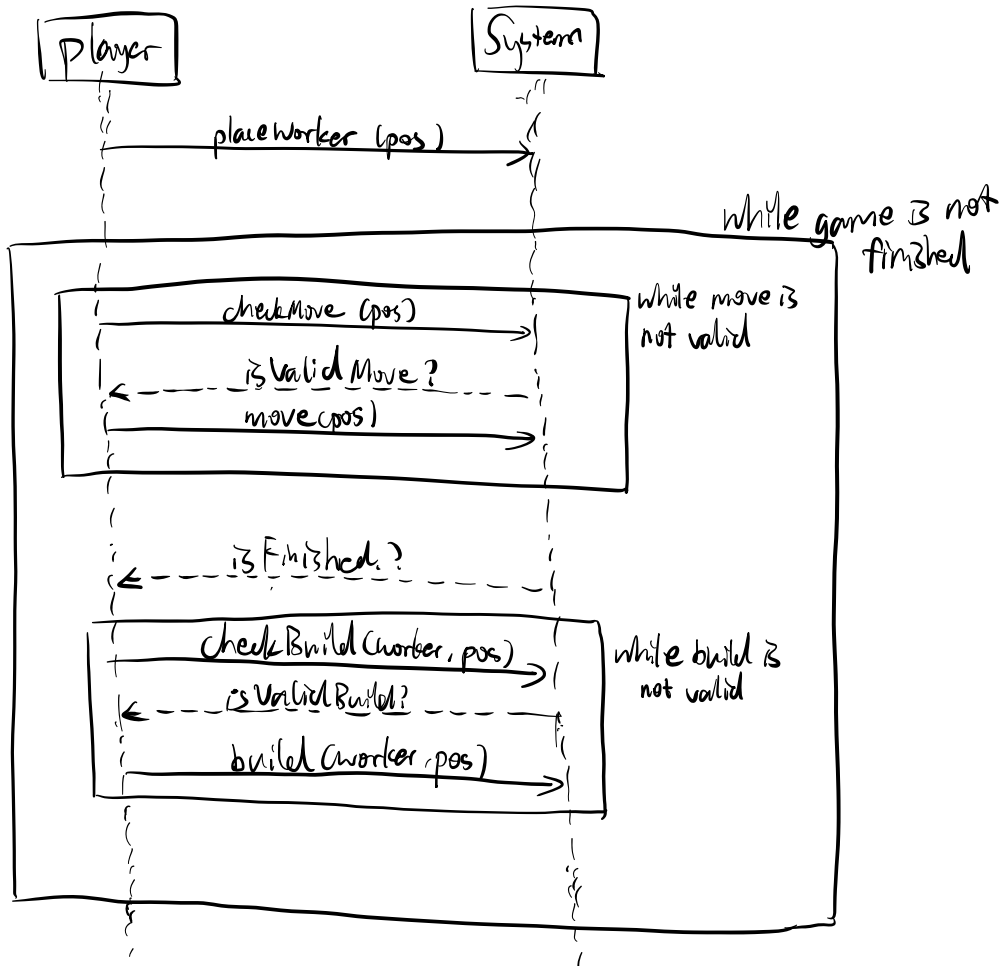 Player
System
placeWorker (pos)
while game is not
finished
checkMove (pos)
while move is
not valid
isValidMove?
move(pos)
isFinished?
checkBuild(worker, pos)
while build is
not valid
isValidBuild?
build(worker, pos)